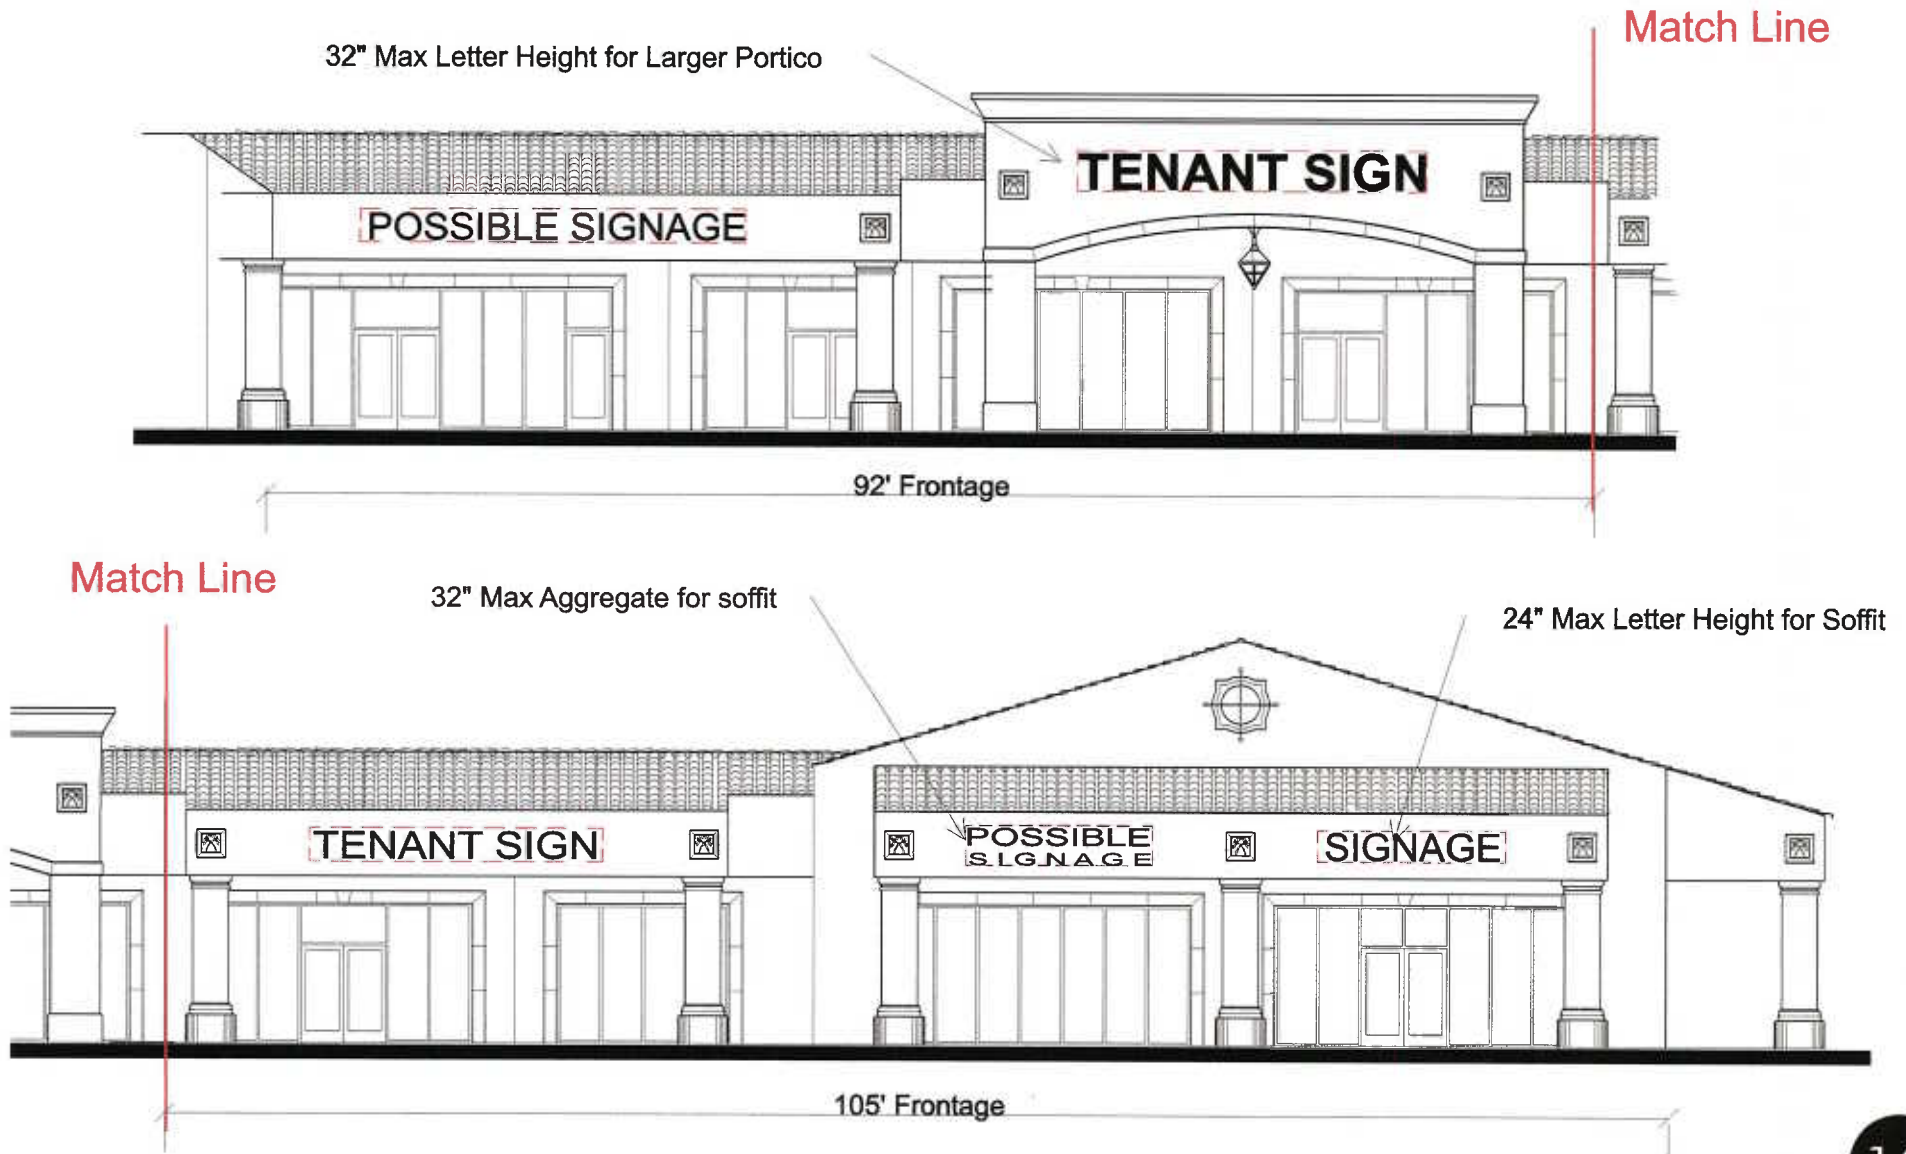 Match Line
32" Max Letter Height for Larger Portico
TENANT SIGN
POSSIBLE SIGNAGE
92' Frontage
Match Line
32" Max Aggregate for soffit
24" Max Letter Height for Soffit
TENANT SIGN
POSSIBLE
SIGNAGE
SIGNAGE
105' Frontage